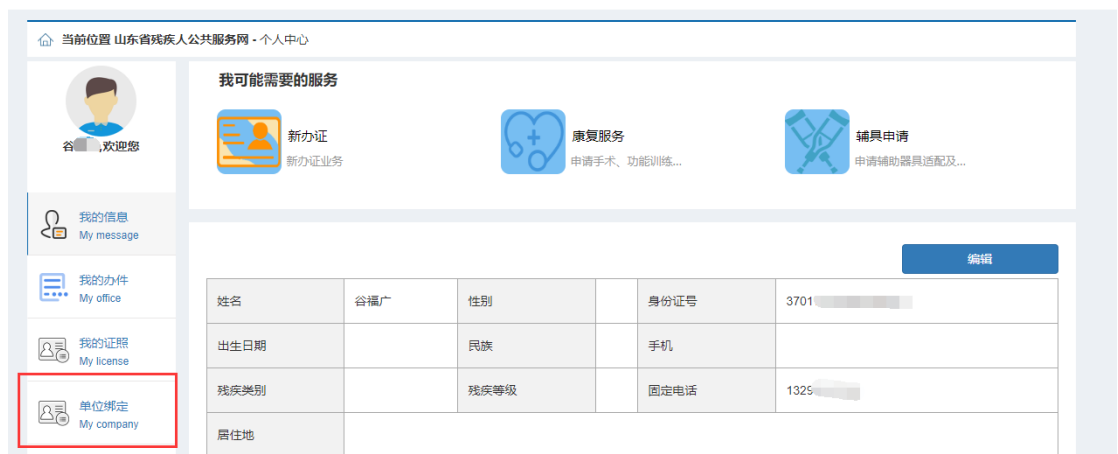 当前位置 山东省残疾人公共服务网 - 个人中心
谷 ,欢迎您
我可能需要的服务
新办证
新办证业务
康复服务
申请手术、功能训练...
辅具申请
申请辅助器具适配及...
我的信息
My message
我的办件
My office
我的证照
My license
单位绑定
My company
编辑
姓名 谷福广 性别 身份证号 3701
出生日期 民族 手机
残疾类别 残疾等级 固定电话 1329
居住地